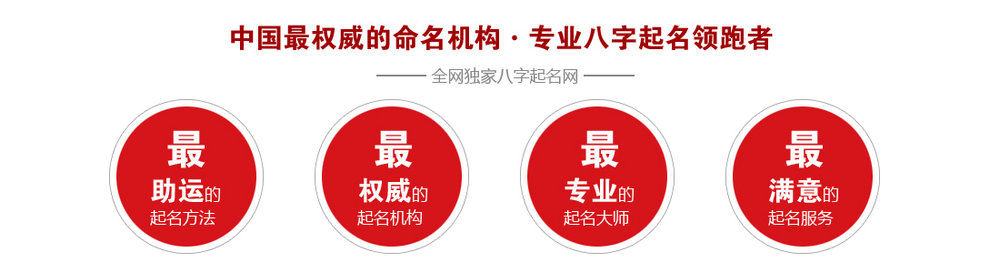 中国最权威的命名机构·专业八字起名领跑者
全网独家八字起名网
最
助运的
起名方法
最
权威的
起名机构
最
专业的
起名大师
最
满意的
起名服务